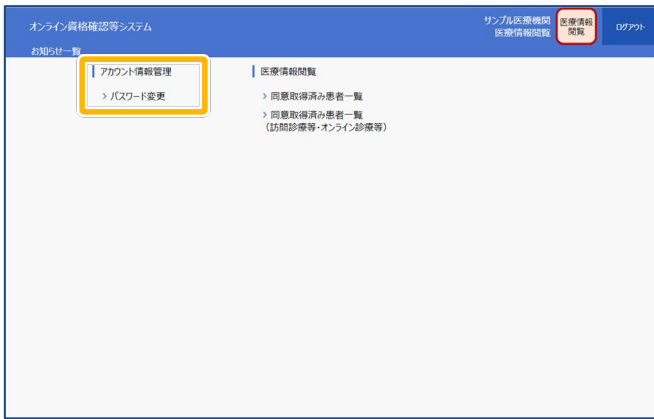 オンライン資格確認等システム
サンプル医療機関
医療情報閲覧
医療情報
閲覧
ログアウト
お知らせ一覧
アカウント情報管理
> パスワード変更
医療情報閲覧
> 同意取得済み患者一覧
> 同意取得済み患者一覧
(訪問診療等・オンライン診療等)